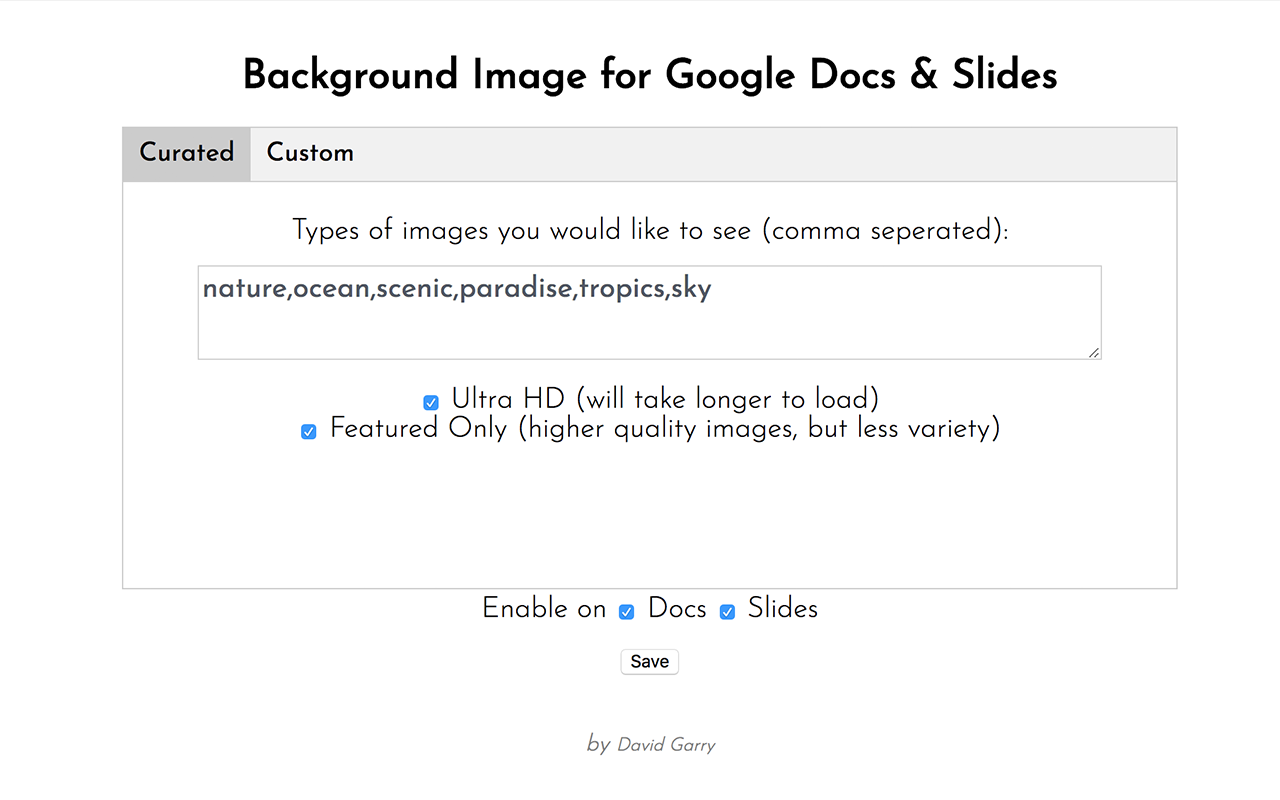 Background Image for Google Docs & Slides
Curated Custom
Types of images you would like to see (comma seperated):
nature,ocean,scenic,paradise,tropics,sky
Ultra HD (will take longer to load)
Featured Only (higher quality images, but less variety)
Enable on Docs Slides
Save
by David Garry